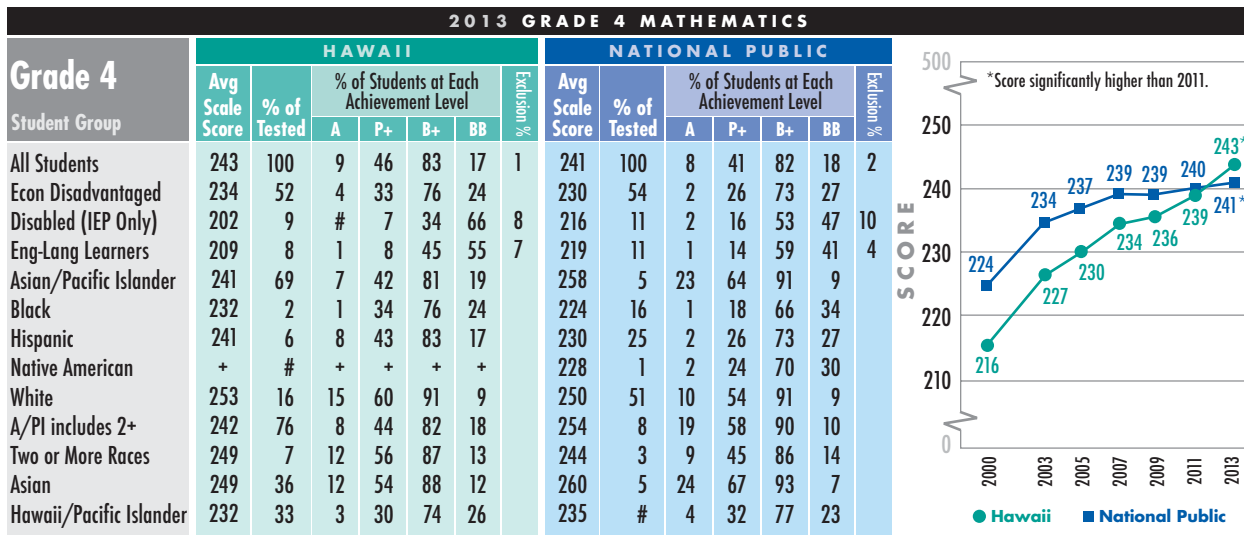 2013 GRADE 4 MATHEMATICS
Grade 4
Student Group
HAWAII
Avg Scale Score % of Tested % of Students at Each Achievement Level Exclusion %
A P+ B+ BB
NATIONAL PUBLIC
Avg Scale Score % of Tested % of Students at Each Achievement Level Exclusion %
A P+ B+ BB
All Students 243 100 9 46 83 17 1 241 100 8 41 82 18 2
Econ Disadvantaged 234 52 4 33 76 24 230 54 2 26 73 27
Disabled (IEP Only) 202 9 # 7 34 66 8 216 11 2 16 53 47 10
Eng-Lang Learners 209 8 1 8 45 55 7 219 11 1 14 59 41 4
Asian/Pacific Islander 241 69 7 42 81 19 258 5 23 64 91 9
Black 232 2 1 34 76 24 224 16 1 18 66 34
Hispanic 241 6 8 43 83 17 230 25 2 26 73 27
Native American + # + + + + 228 1 2 24 70 30
White 253 16 15 60 91 9 250 51 10 54 91 9
A/PI includes 2+ 242 76 8 44 82 18 254 8 19 58 90 10
Two or More Races 249 7 12 56 87 13 244 3 9 45 86 14
Asian 249 36 12 54 88 12 260 5 24 67 93 7
Hawaii/Pacific Islander 232 33 3 30 74 26 235 # 4 32 77 23
SCORE
500
*Score significantly higher than 2011.
250
240
230
220
210
0
224 234 237 239 239 240 241*
216 227 230 234 236 239 243*
2000 2003 2005 2007 2009 2011 2013
Hawaii National Public